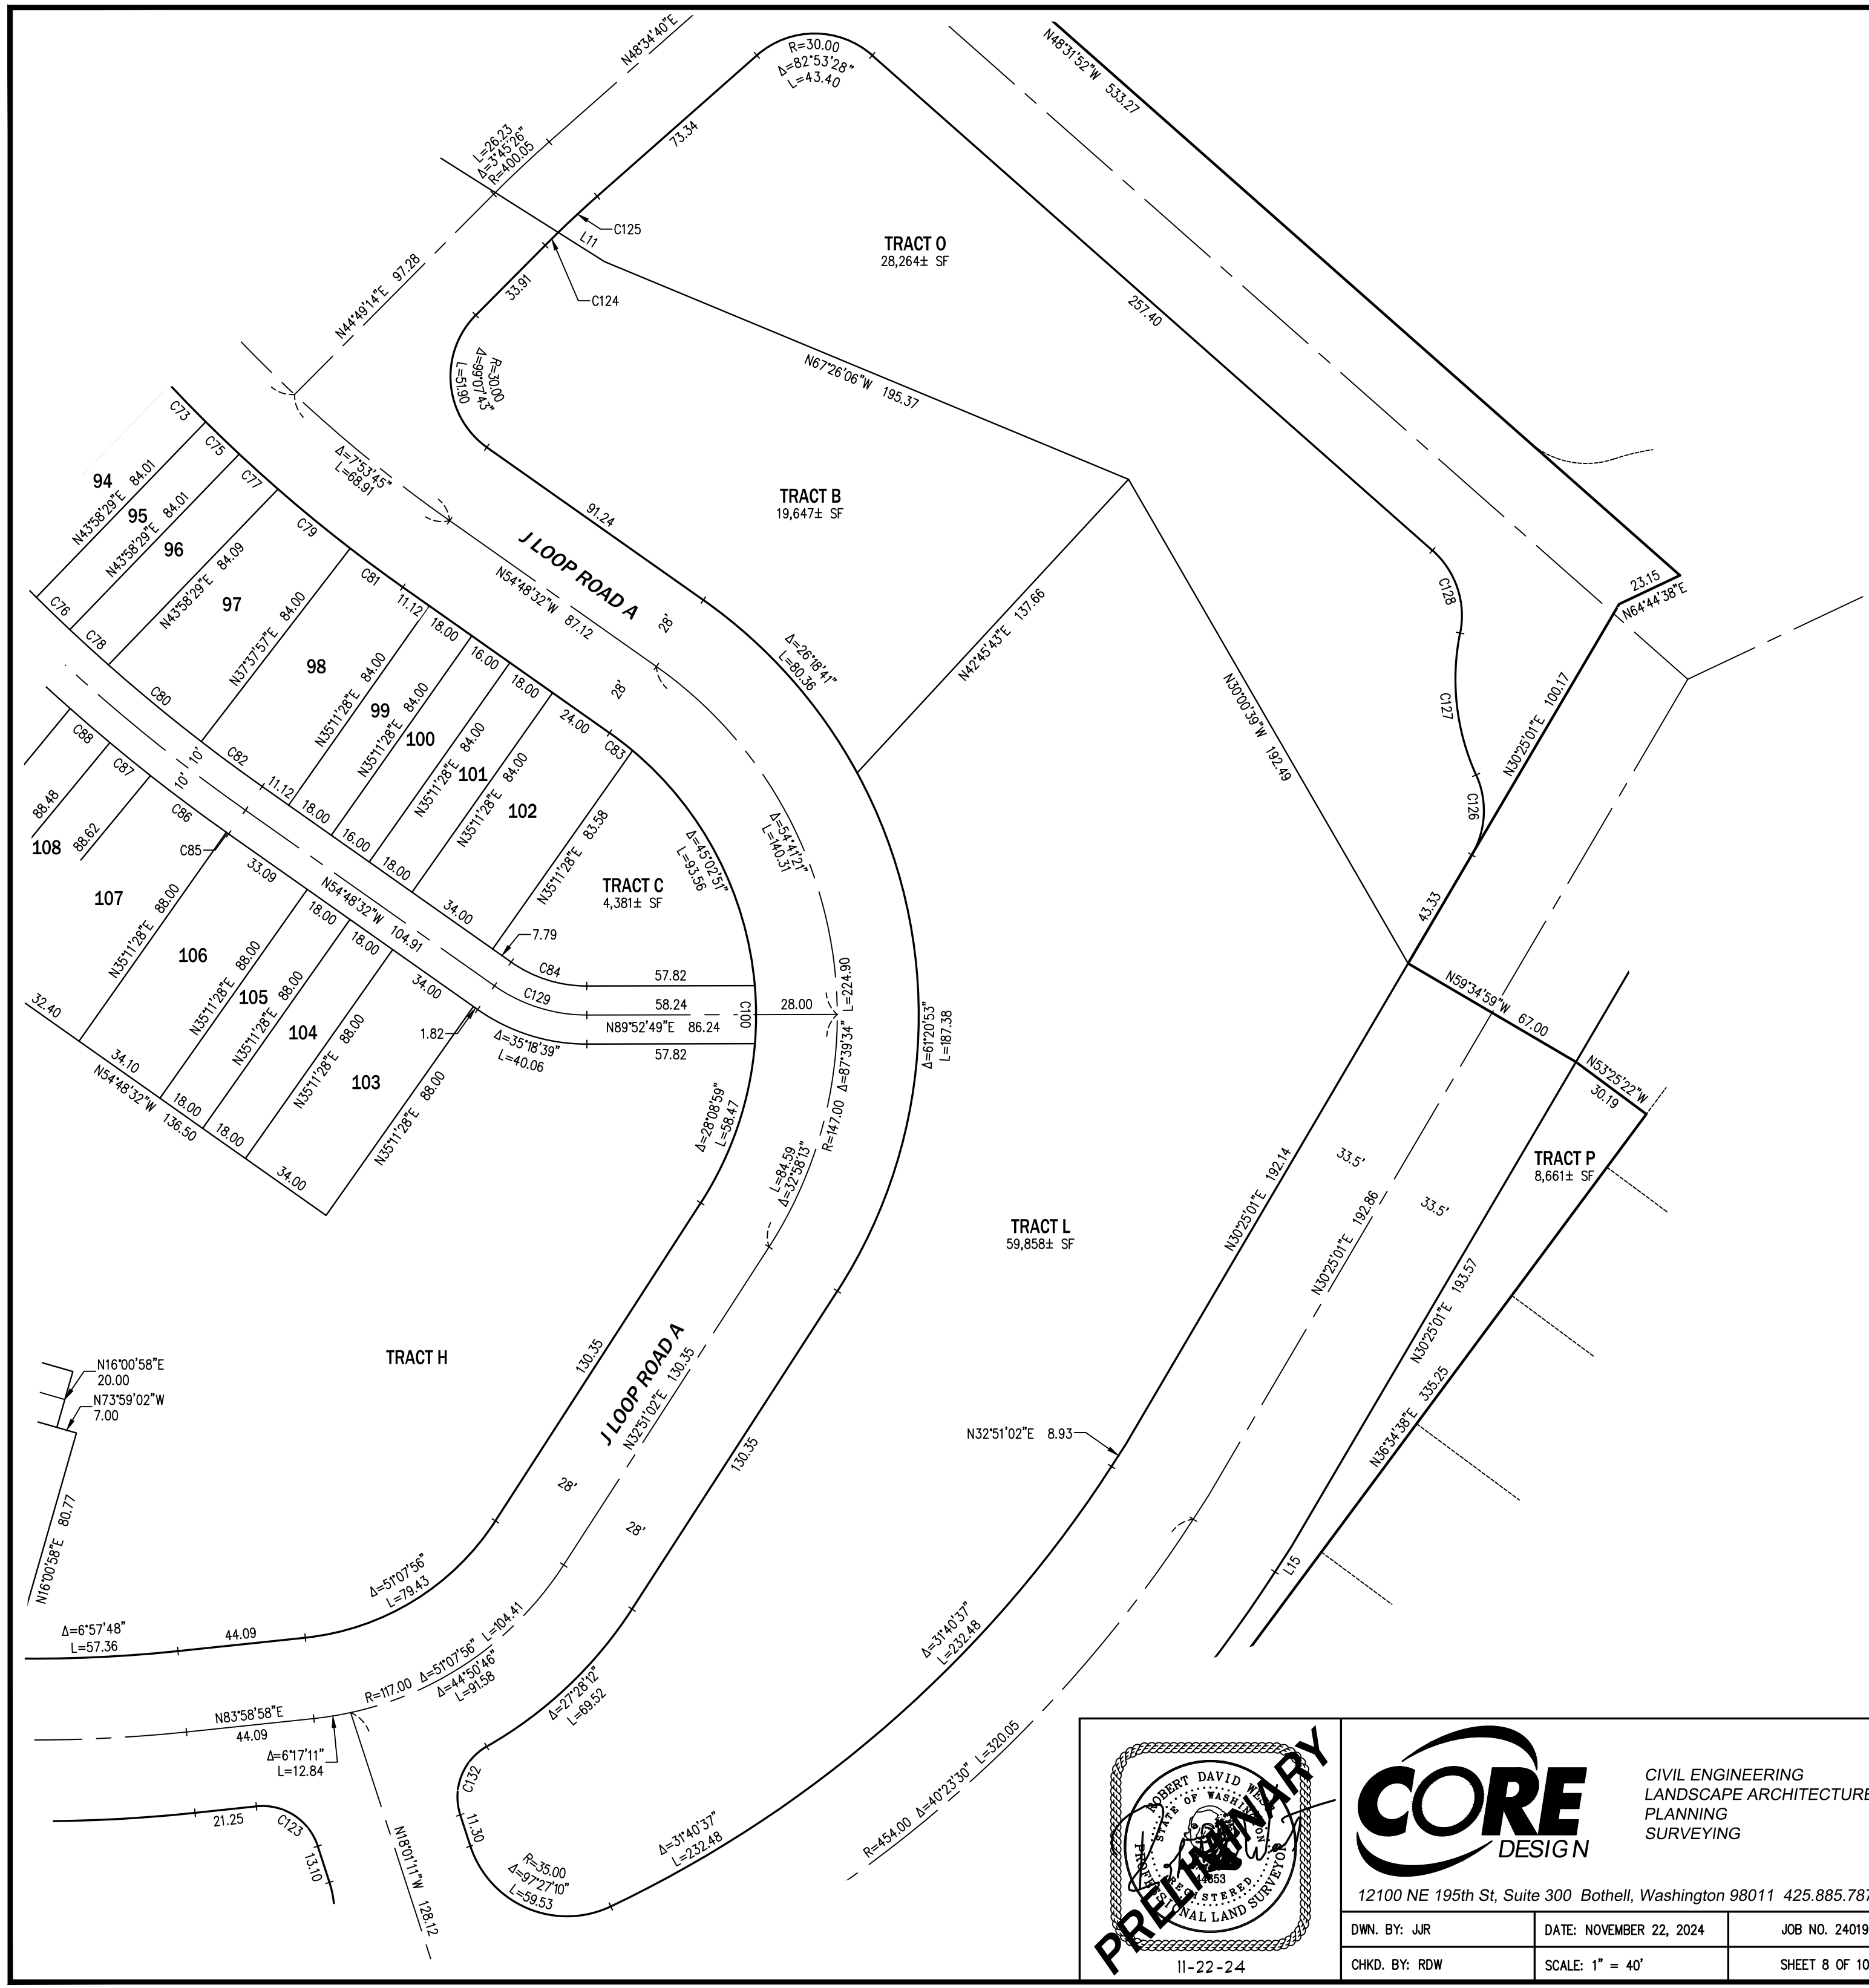 N48°34'40"E
R=30.00
Δ=82°53'28"
L=43.40
N48°31'52"W 533.27
L=26.23
Δ=3°45'26"
R=400.05
73.34
C125
L11
C124
33.91
TRACT O
28,264± SF
257.40
N44°49'14"E 97.28
R=30.00
Δ=99°07'43"
L=51.90
N67°26'06"W 195.37
C73
C75
C77
C79
C81
94
N43°58'29"E 84.01
95
N43°58'29"E 84.01
96
N43°58'29"E 84.09
97
N37°37'57"E 84.00
98
Δ=7°53'45"
L=68.91
91.24
TRACT B
19,647± SF
J LOOP ROAD A
N54°48'32"W 87.12
28'
28'
Δ=26°18'41"
L=80.36
N42°45'43"E 137.66
N30°00'39"W 192.49
C128
C127
C126
23.15
N64°44'38"E
N30°25'01"E 100.17
43.33
C76
C78
C80
C82
11.12
18.00
16.00
18.00
24.00
C83
N35°11'28"E 84.00
99
N35°11'28"E 84.00
100
N35°11'28"E 84.00
101
N35°11'28"E 84.00
102
N35°11'28"E 83.58
10' 10'
11.12
18.00
16.00
18.00
34.00
7.79
C88
C87
C86
C85
88.48
88.62
108
107
33.09
N54°48'32"W 104.91
18.00
18.00
34.00
TRACT C
4,381± SF
Δ=45°02'51"
L=93.56
Δ=54°41'21"
L=140.31
C84
57.82
C129
58.24
N89°52'49"E 86.24
C100
28.00
57.82
1.82
Δ=35°18'39"
L=40.06
R=147.00 Δ=87°39'34" L=224.90
Δ=61°20'53"
L=187.38
N35°11'28"E 88.00
106
N35°11'28"E 88.00
105
N35°11'28"E 88.00
104
N35°11'28"E 88.00
103
N35°11'28"E 88.00
32.40
34.10
N54°48'32"W 136.50
18.00
18.00
34.00
Δ=28°08'59"
L=58.47
L=84.59
Δ=32°58'13"
N59°34'59"W 67.00
N53°25'22"W
30.19
TRACT P
8,661± SF
33.5'
33.5'
N30°25'01"E 192.14
N30°25'01"E 192.86
N30°25'01"E 193.57
N36°34'38"E 335.25
TRACT L
59,858± SF
TRACT H
N16°00'58"E
20.00
N73°59'02"W
7.00
N16°00'58"E 80.77
130.35
J LOOP ROAD A
N32°51'02"E 130.35
130.35
28'
28'
N32°51'02"E 8.93
L15
Δ=51°07'56"
L=79.43
Δ=6°57'48"
L=57.36
44.09
R=117.00 Δ=51°07'56" L=104.41
Δ=44°50'46"
L=91.58
Δ=27°28'12"
L=69.52
Δ=31°40'37"
L=232.48
N83°58'58"E
44.09
Δ=6°17'11"
L=12.84
21.25
C123
13.10
N18°01'11"W 128.12
C132
11.30
R=35.00
Δ=97°27'10"
L=59.53
Δ=31°40'37"
L=232.48
R=454.00 Δ=40°23'30" L=320.05
ROBERT DAVID WEST
STATE OF WASHINGTON
REGISTERED
PROFESSIONAL LAND SURVEYOR
PRELIMINARY
11-22-24
CORE
DESIGN
CIVIL ENGINEERING
LANDSCAPE ARCHITECTURE
PLANNING
SURVEYING
12100 NE 195th St, Suite 300 Bothell, Washington 98011 425.885.787
DWN. BY: JJR
DATE: NOVEMBER 22, 2024
JOB NO. 24019
CHKD. BY: RDW
SCALE: 1" = 40'
SHEET 8 OF 10